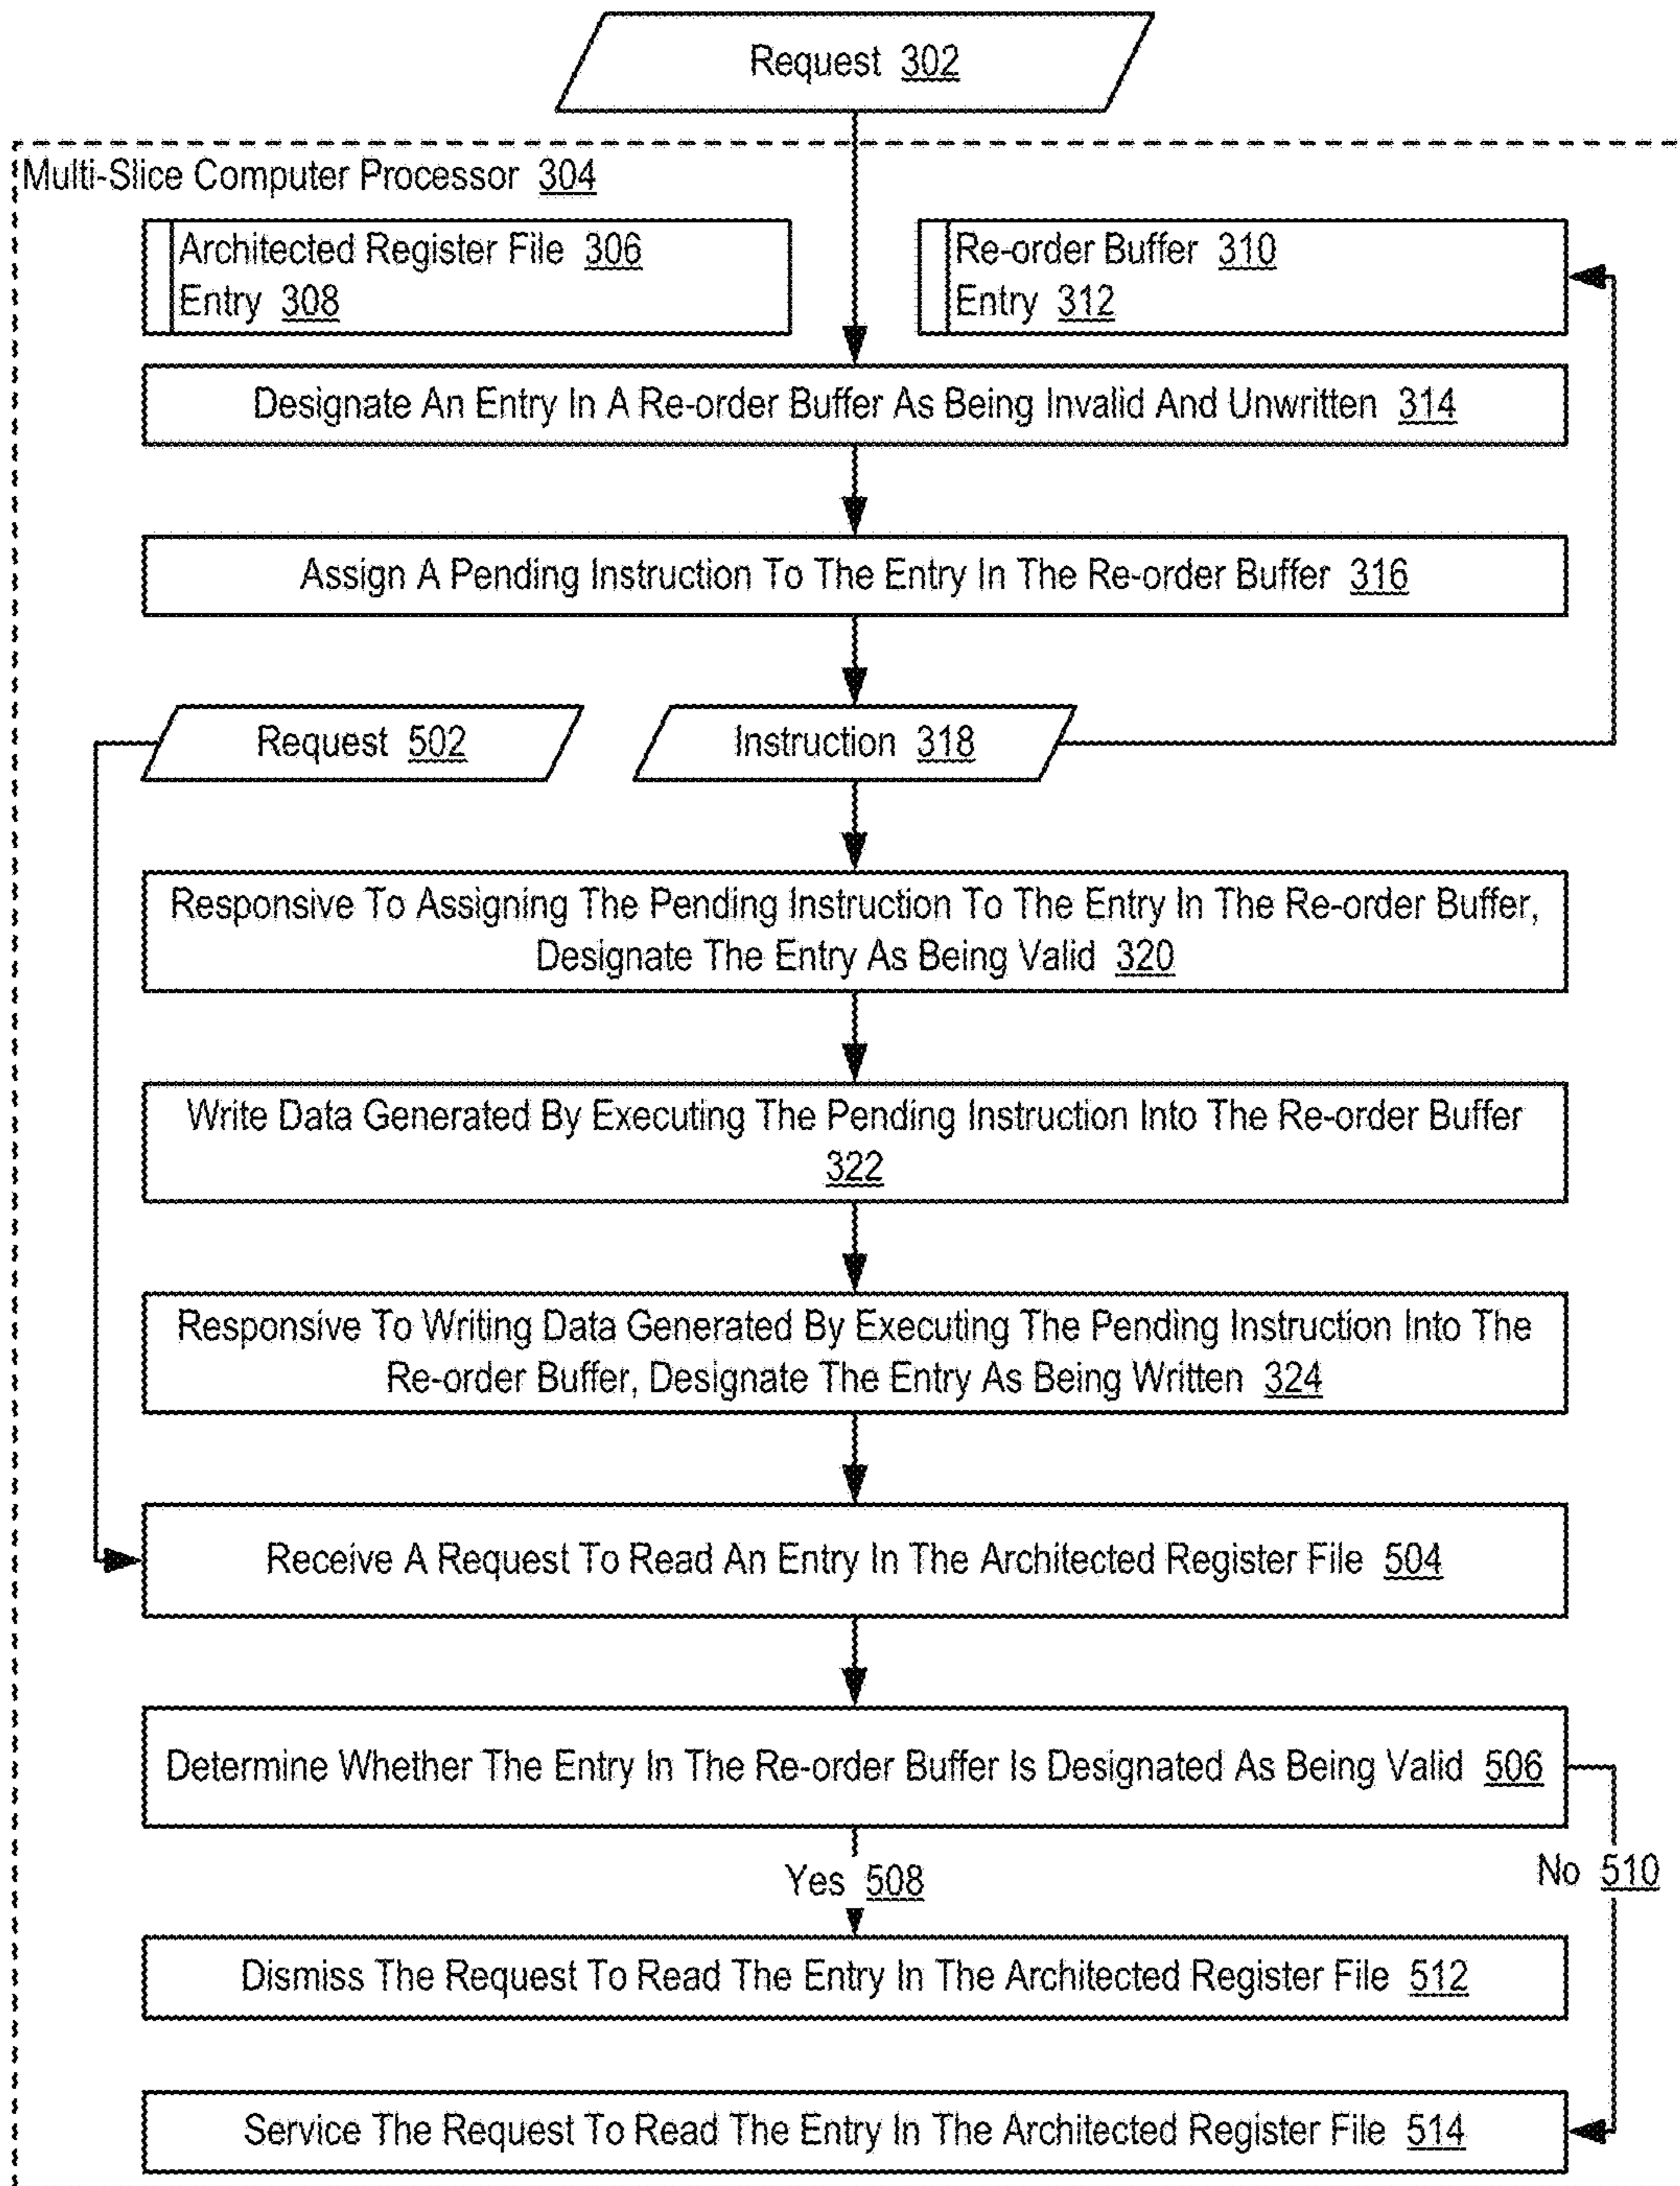 Request 302
Multi-Slice Computer Processor 304
Architected Register File 306
Entry 308
Re-order Buffer 310
Entry 312
Designate An Entry In A Re-order Buffer As Being Invalid And Unwritten 314
Assign A Pending Instruction To The Entry In The Re-order Buffer 316
Request 502
Instruction 318
Responsive To Assigning The Pending Instruction To The Entry In The Re-order Buffer,
Designate The Entry As Being Valid 320
Write Data Generated By Executing The Pending Instruction Into The Re-order Buffer
322
Responsive To Writing Data Generated By Executing The Pending Instruction Into The
Re-order Buffer, Designate The Entry As Being Written 324
Receive A Request To Read An Entry In The Architected Register File 504
Determine Whether The Entry In The Re-order Buffer Is Designated As Being Valid 506
Yes 508
No 510
Dismiss The Request To Read The Entry In The Architected Register File 512
Service The Request To Read The Entry In The Architected Register File 514